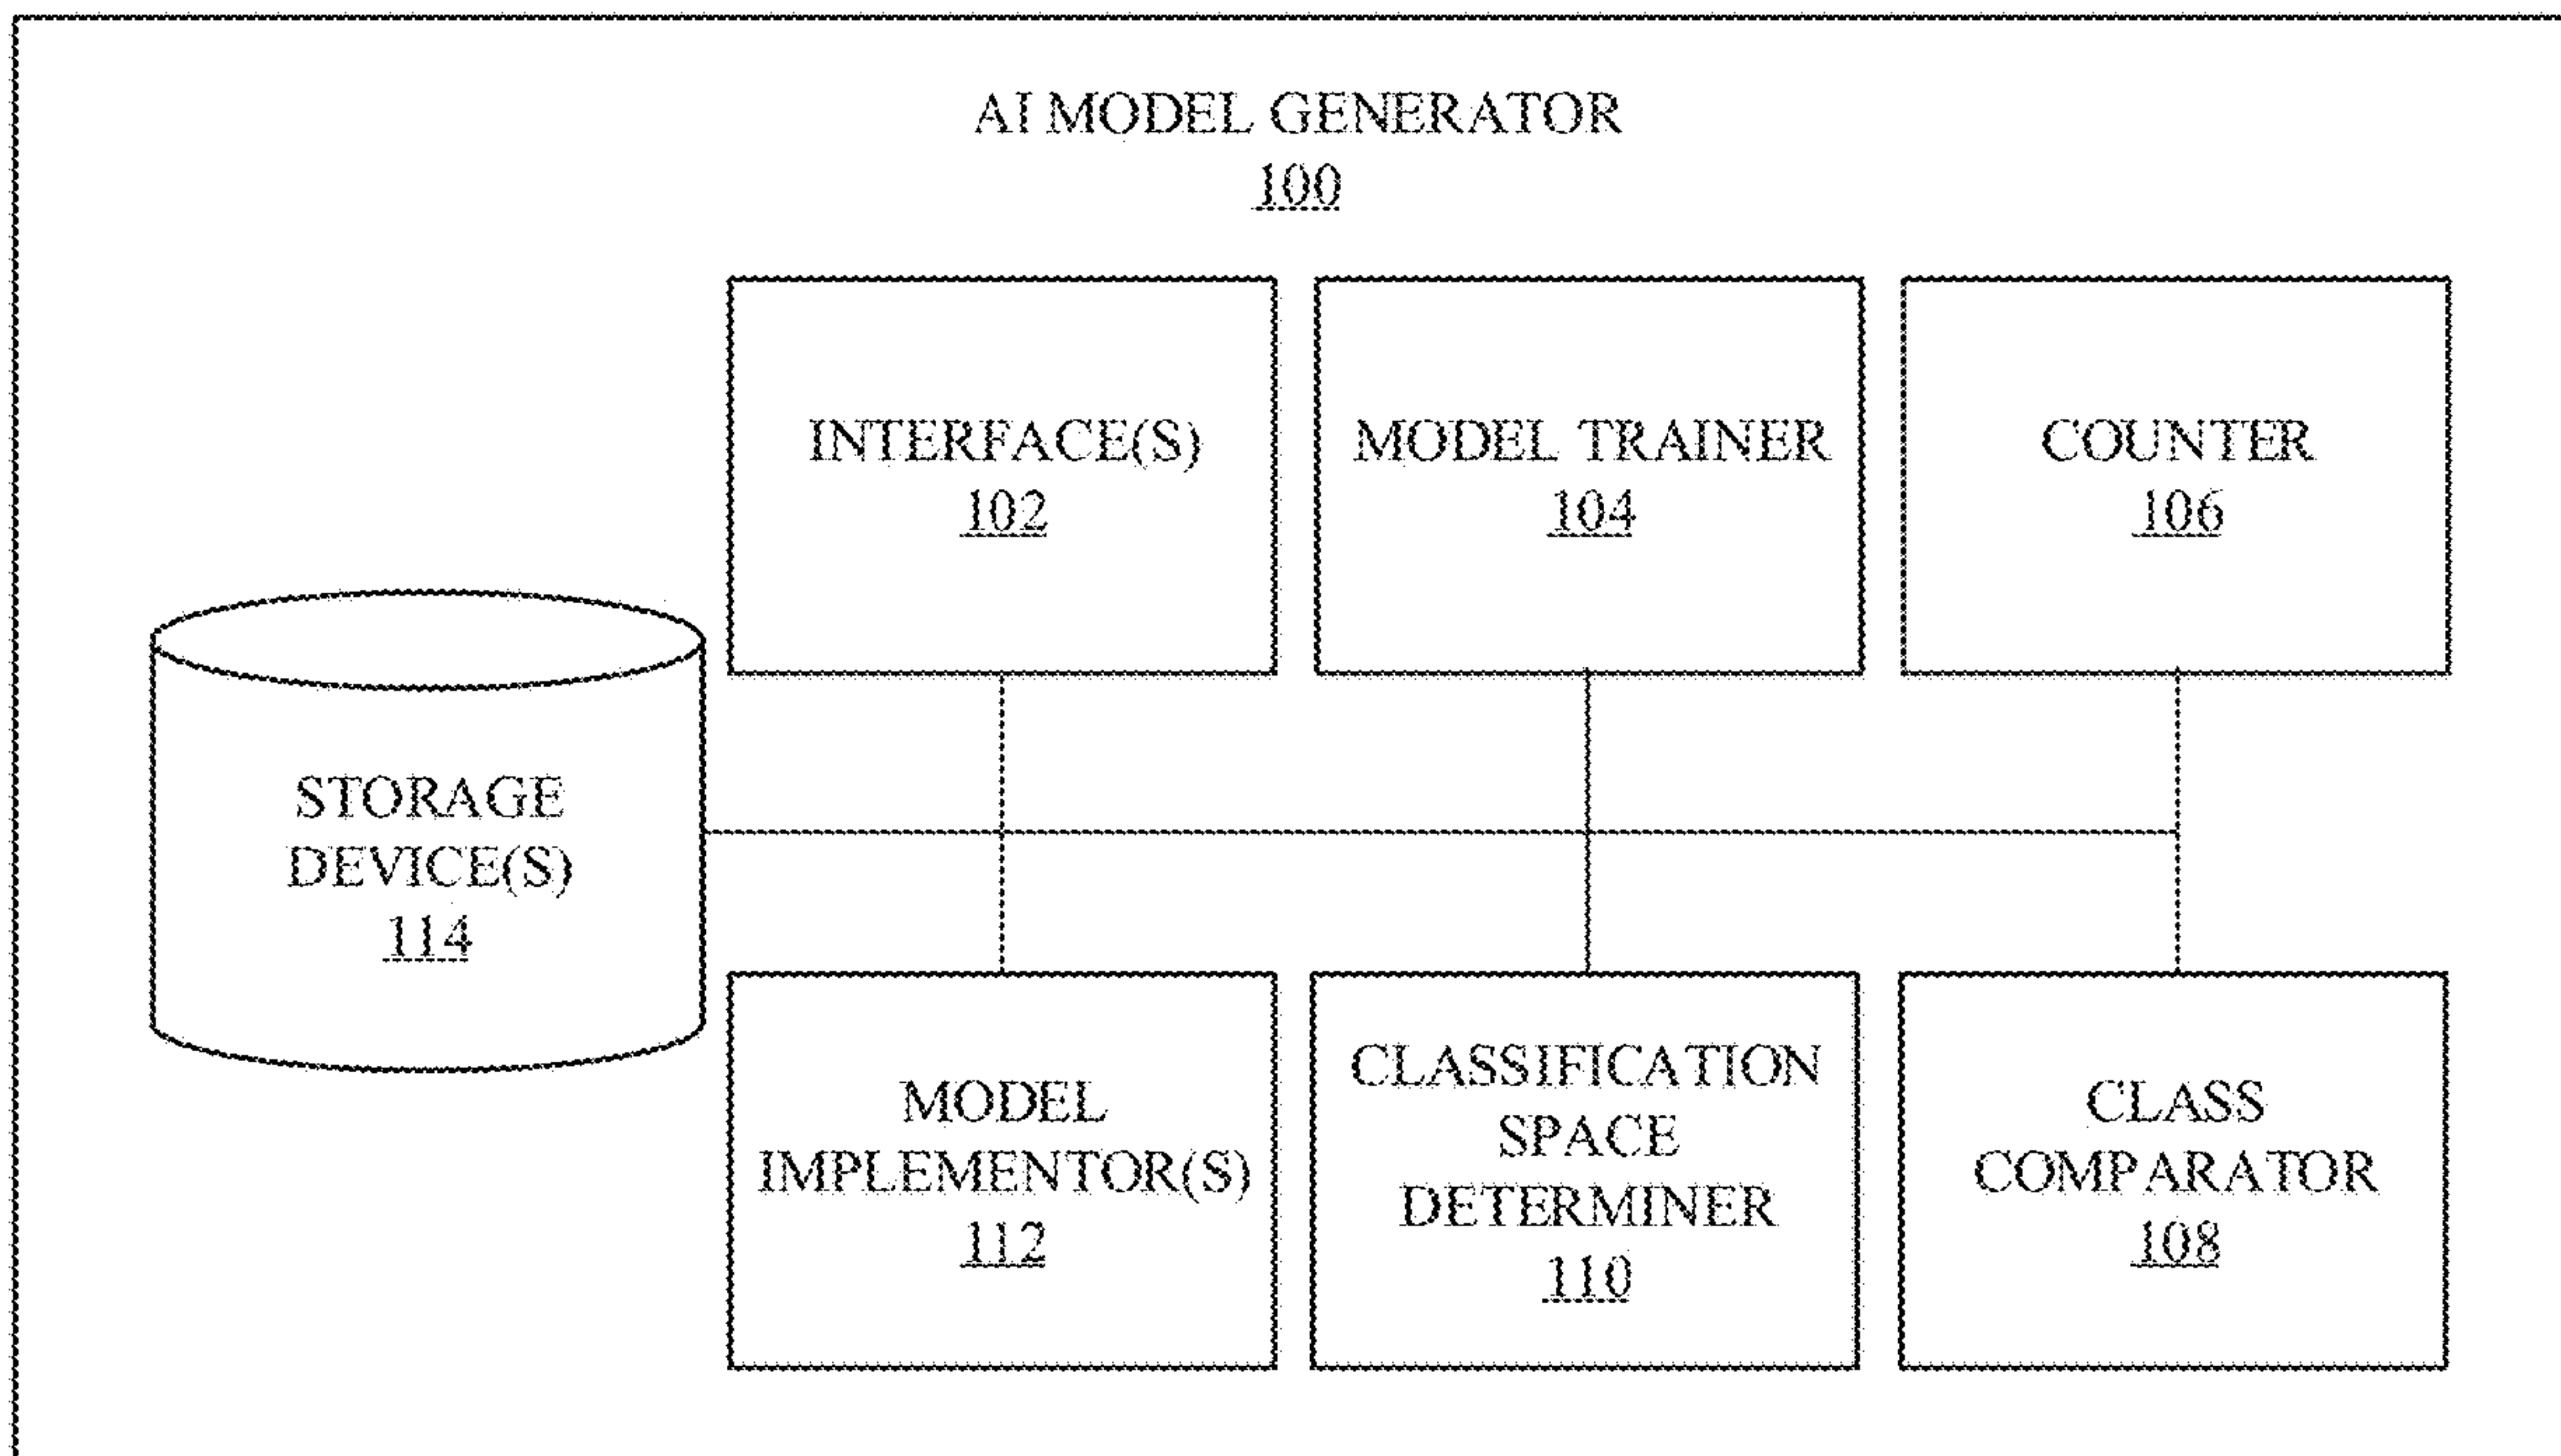 AI MODEL GENERATOR
100
INTERFACE(S)
102
MODEL TRAINER
104
COUNTER
106
STORAGE
DEVICE(S)
114
MODEL
IMPLEMENTOR(S)
112
CLASSIFICATION
SPACE
DETERMINER
110
CLASS
COMPARATOR
108